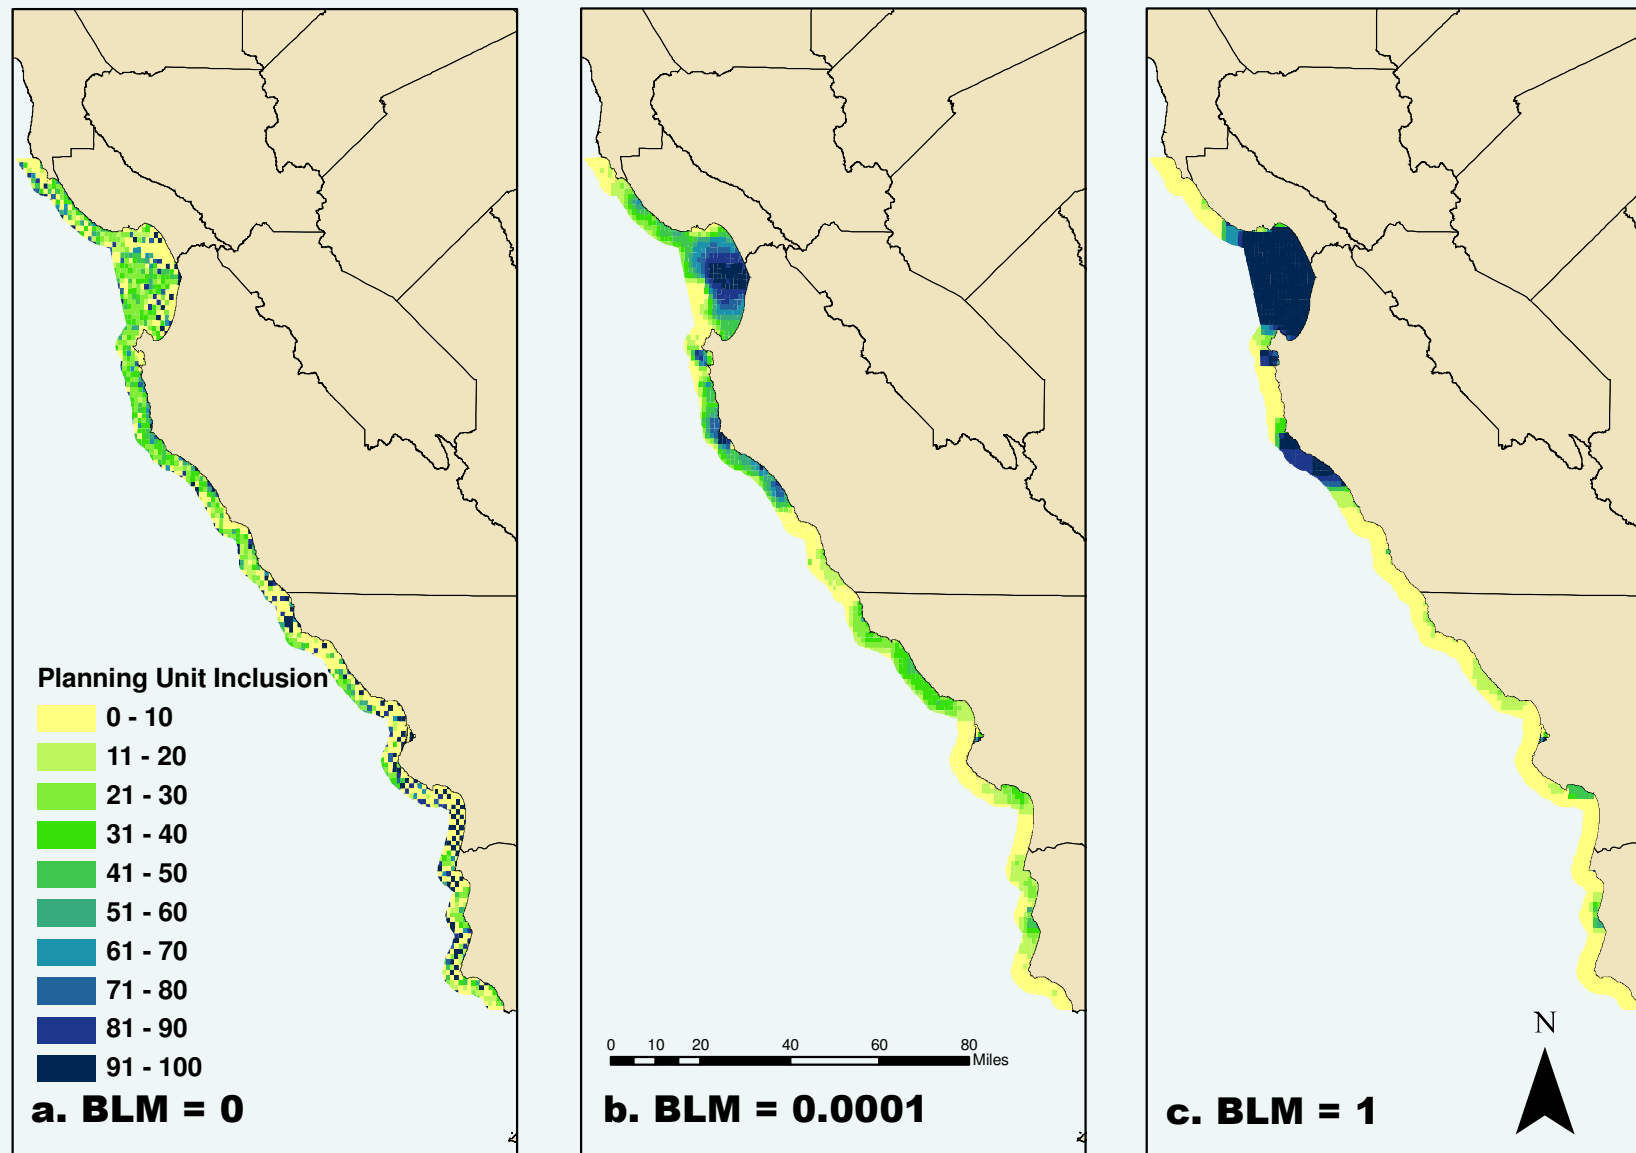 Planning Unit Inclusion
0 - 10
11 - 20
21 - 30
31 - 40
41 - 50
51 - 60
61 - 70
71 - 80
81 - 90
91 - 100
a. BLM = 0
0 10 20 40 60 80
Miles
b. BLM = 0.0001
N
c. BLM = 1